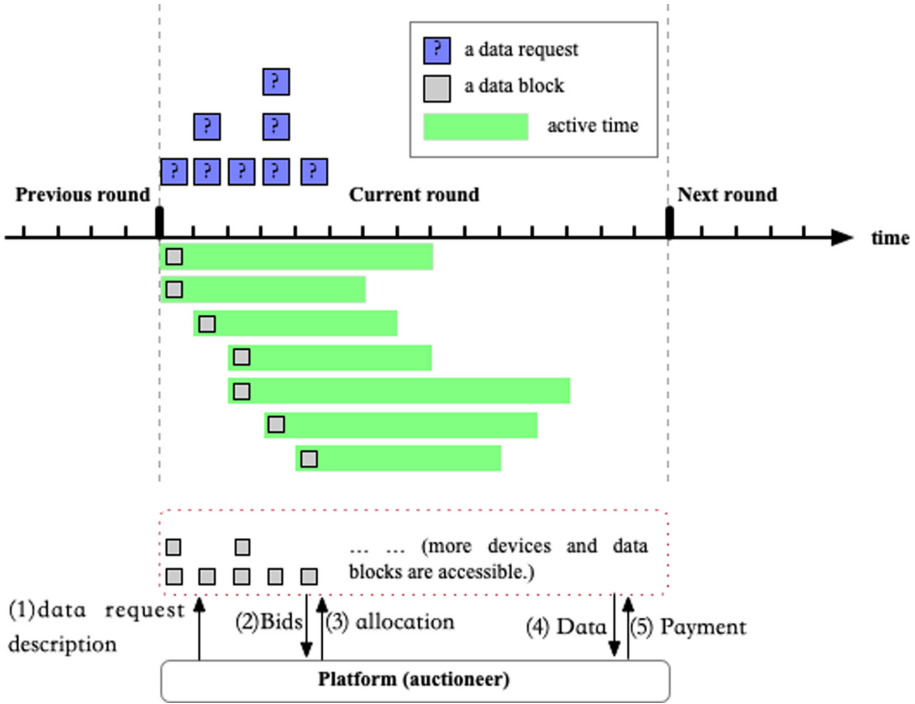 ? a data request
? a data block
? ? active time
? ? ? ? ?
Previous round Current round Next round
time
... ... (more devices and data
blocks are accessible.)
(1)data request
description
(2)Bids
(3) allocation
(4) Data
(5) Payment
Platform (auctioneer)